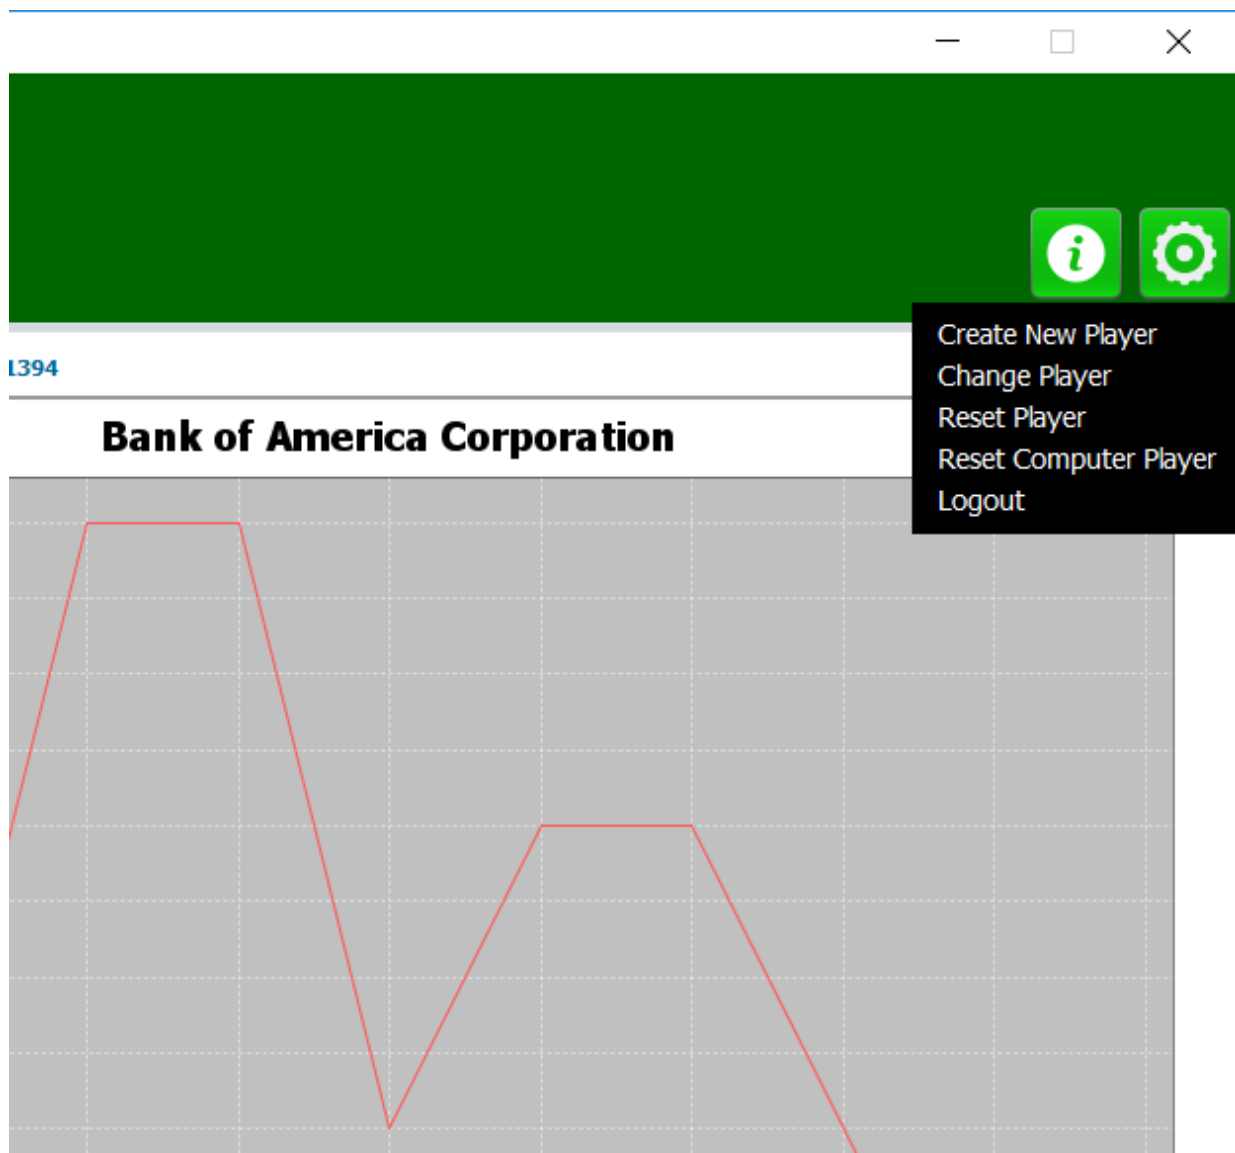 Create New Player
Change Player
Reset Player
Reset Computer Player
Logout
1394
Bank of America Corporation